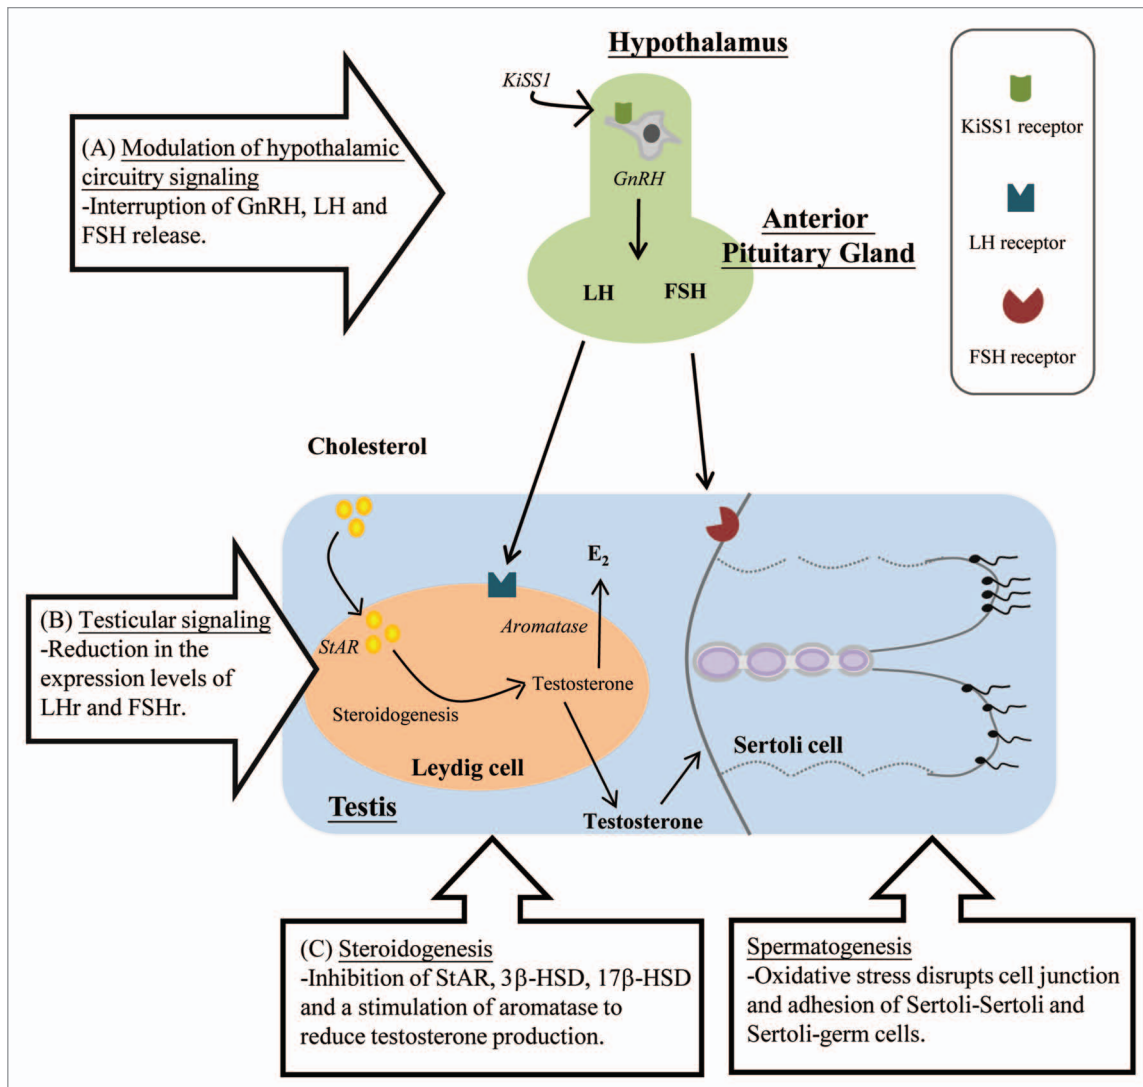 Hypothalamus
KiSS1
GnRH
Anterior
Pituitary Gland
LH FSH
KiSS1 receptor
LH receptor
FSH receptor
(A) Modulation of hypothalamic
circuitry signaling
-Interruption of GnRH, LH and
FSH release.
Cholesterol
E₂
Aromatase
StAR
Testosterone
Steroidogenesis
Leydig cell
Sertoli cell
Testis
Testosterone
(B) Testicular signaling
-Reduction in the
expression levels of
LHr and FSHr.
(C) Steroidogenesis
-Inhibition of StAR, 3β-HSD, 17β-HSD
and a stimulation of aromatase to
reduce testosterone production.
Spermatogenesis
-Oxidative stress disrupts cell junction
and adhesion of Sertoli-Sertoli and
Sertoli-germ cells.